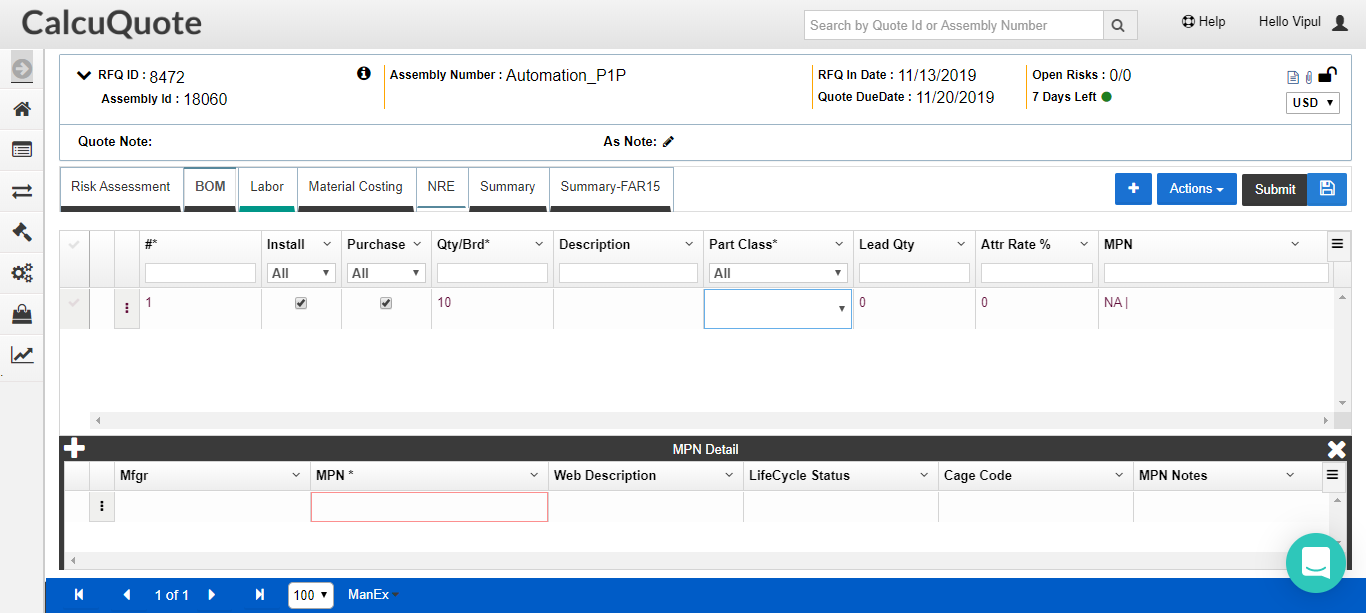 CalcuQuote
Search by Quote Id or Assembly Number
Help
Hello Vipul
RFQ ID : 8472
Assembly Number : Automation_P1P
RFQ In Date : 11/13/2019
Open Risks : 0/0
Assembly Id : 18060
Quote DueDate : 11/20/2019
7 Days Left
USD
Quote Note:
As Note:
Risk Assessment BOM Labor Material Costing NRE Summary Summary-FAR15
Actions Submit
#* Install Purchase Qty/Brd* Description Part Class* Lead Qty Attr Rate % MPN
All All All
1 10 0 0 NA |
MPN Detail
Mfgr MPN * Web Description LifeCycle Status Cage Code MPN Notes
1 of 1 100 ManEx